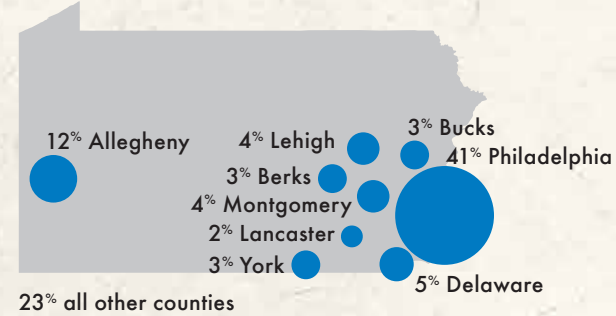 3% Bucks
12% Allegheny
4% Lehigh
41% Philadelphia
3% Berks
4% Montgomery
2% Lancaster
3% York
5% Delaware
23% all other counties